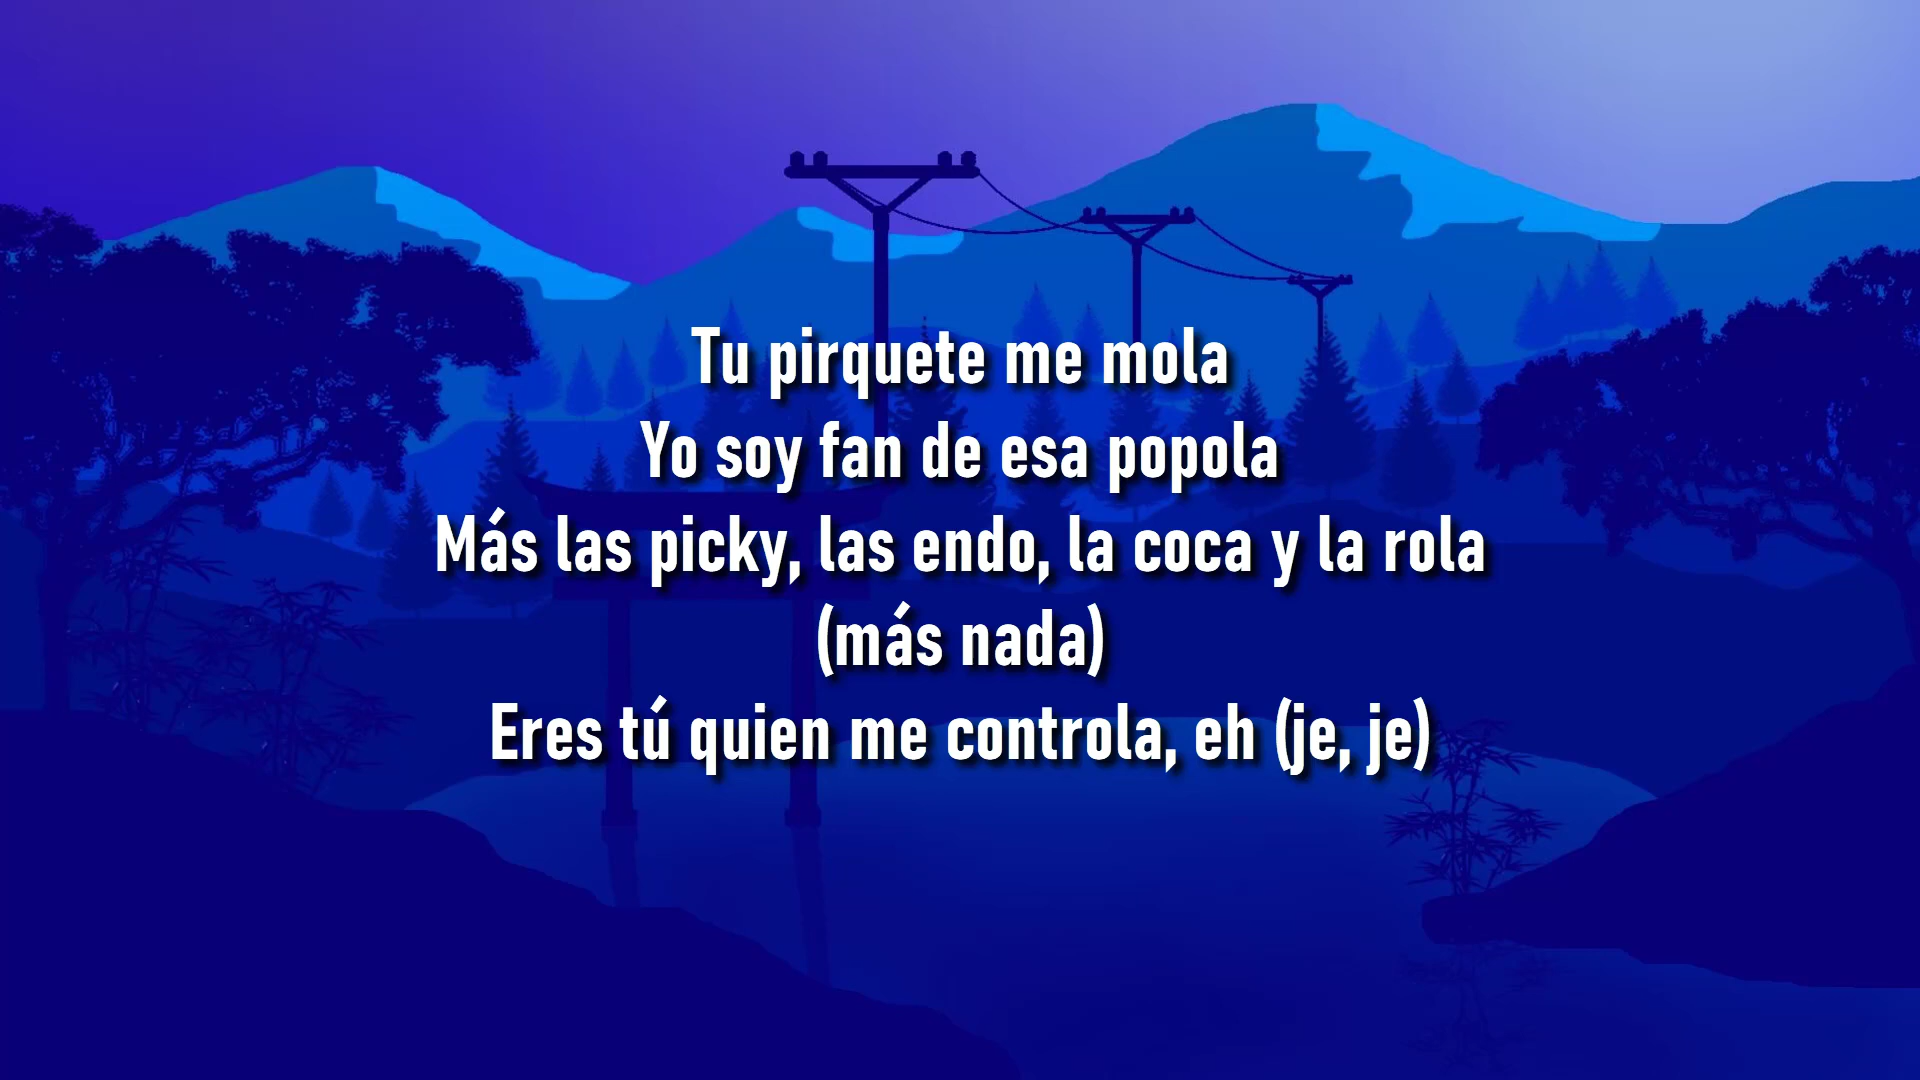 Tu pirquete me mola
Yo soy fan de esa popola
Más las picky, las endo, la coca y la rola
(más nada)
Eres tú quien me controla, eh (je, je)